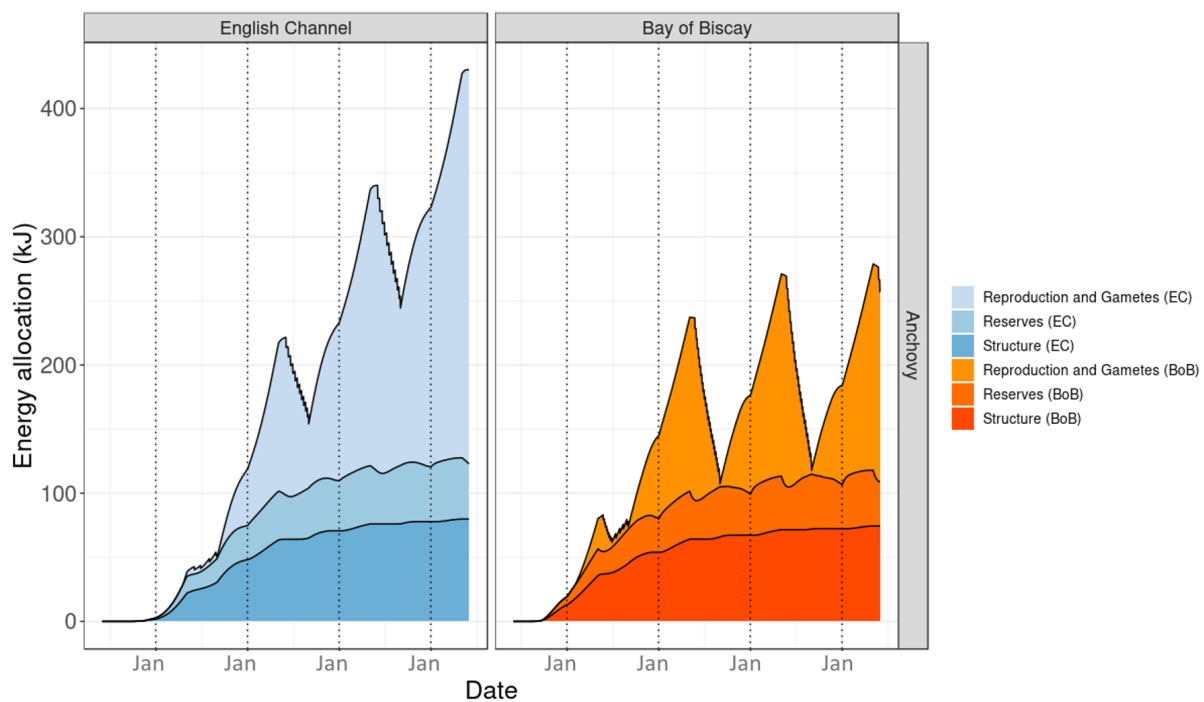 English Channel
Bay of Biscay
Energy allocation (kJ)
400
300
200
100
0
Jan
Jan
Jan
Jan
Jan
Jan
Jan
Jan
Date
Anchovy
Reproduction and Gametes (EC)
Reserves (EC)
Structure (EC)
Reproduction and Gametes (BoB)
Reserves (BoB)
Structure (BoB)